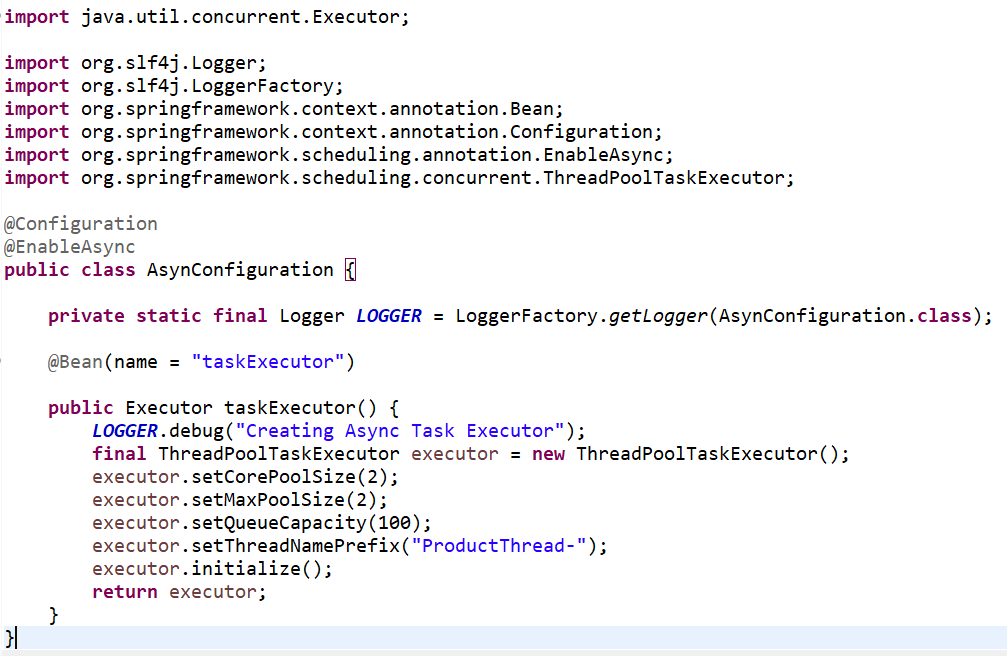 import java.util.concurrent.Executor;
import org.slf4j.Logger;
import org.slf4j.LoggerFactory;
import org.springframework.context.annotation.Bean;
import org.springframework.context.annotation.Configuration;
import org.springframework.scheduling.annotation.EnableAsync;
import org.springframework.scheduling.concurrent.ThreadPoolTaskExecutor;
@Configuration
@EnableAsync
public class AsynConfiguration {
    private static final Logger LOGGER = LoggerFactory.getLogger(AsynConfiguration.class);
    @Bean(name = "taskExecutor")
    public Executor taskExecutor() {
        LOGGER.debug("Creating Async Task Executor");
        final ThreadPoolTaskExecutor executor = new ThreadPoolTaskExecutor();
        executor.setCorePoolSize(2);
        executor.setMaxPoolSize(2);
        executor.setQueueCapacity(100);
        executor.setThreadNamePrefix("ProductThread-");
        executor.initialize();
        return executor;
    }
}